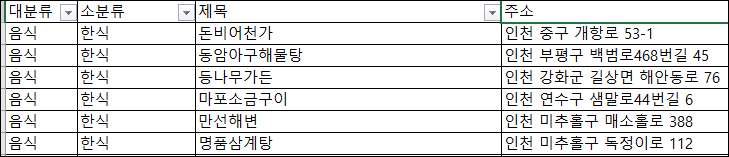 대분류 소분류 제목 주소
음식 한식 돈비어천가 인천 중구 개항로 53-1
음식 한식 동암아구해물탕 인천 부평구 백범로468번길 45
음식 한식 등나무가든 인천 강화군 길상면 해안동로 76
음식 한식 마포소금구이 인천 연수구 샘말로44번길 6
음식 한식 만선해변 인천 미추홀구 매소홀로 388
음식 한식 명품삼계탕 인천 미추홀구 독정이로 112